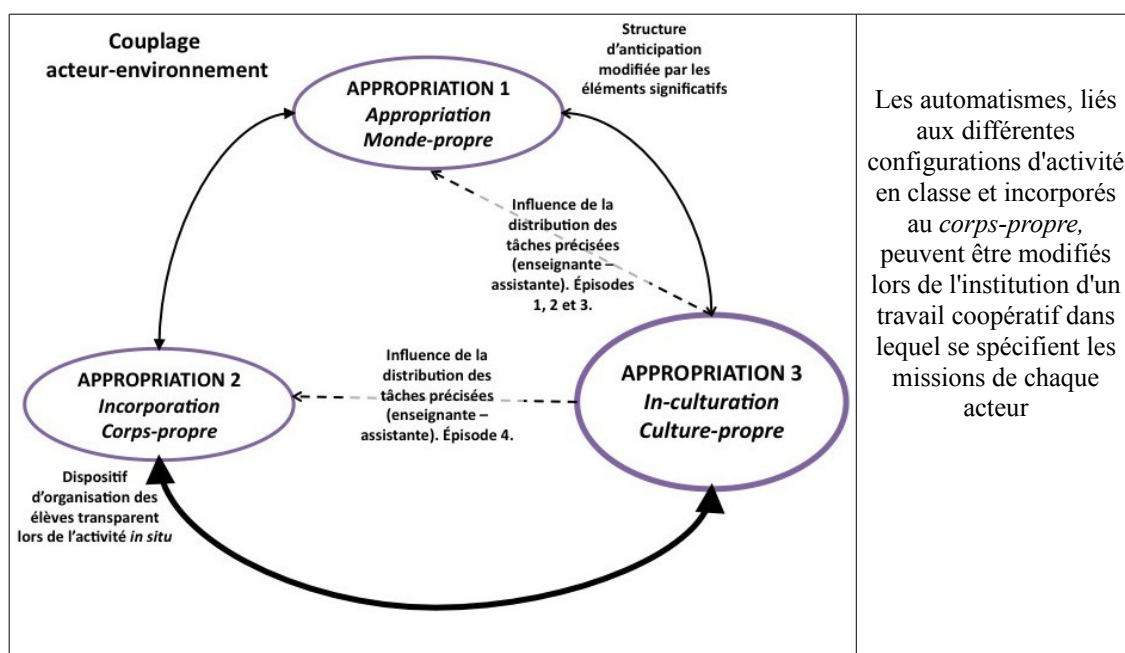 Couplage
acteur-environnement
Structure
d'anticipation
modifiée par les
éléments significatifs
APPROPRIATION 1
Appropriation
Monde-propre
Influence de la
distribution des
tâches précisées
(enseignante –
assistante). Épisodes
1, 2 et 3.
APPROPRIATION 2
Incorporation
Corps-propre
Influence de la
distribution des
tâches précisées
(enseignante –
assistante). Épisode 4.
APPROPRIATION 3
In-culturation
Culture-propre
Dispositif
d'organisation des
élèves transparent
lors de l'activité in situ
Les automatismes, liés
aux différentes
configurations d'activité
en classe et incorporés
au corps-propre,
peuvent être modifiés
lors de l'institution d'un
travail coopératif dans
lequel se spécifient les
missions de chaque
acteur